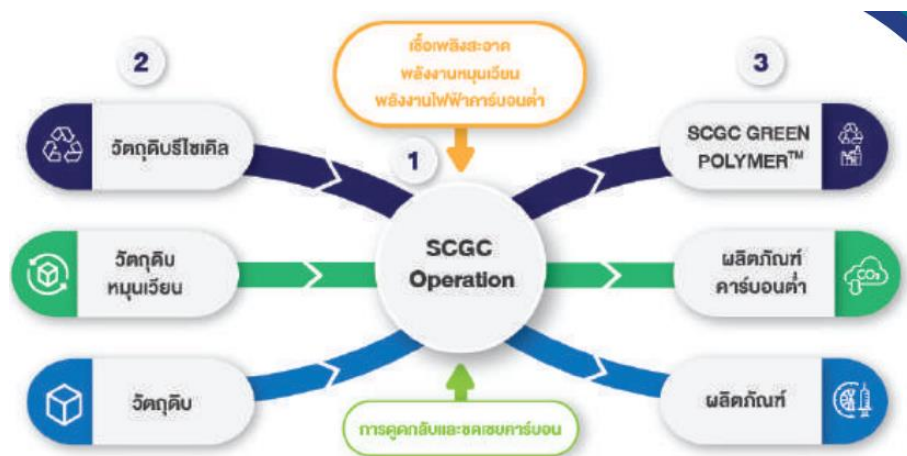 เชื้อเพลิงสะอาด
พลังงานหมุนเวียน
พลังงานไฟฟ้าคาร์บอนต่ำ
2
3
วัตถุดิบรีไซเคิล
1
SCGC GREEN
POLYMER™
วัตถุดิบ
หมุนเวียน
SCGC
Operation
ผลิตภัณฑ์
คาร์บอนต่ำ
CO₂
วัตถุดิบ
ผลิตภัณฑ์
การดูดกลับและชดเชยคาร์บอน